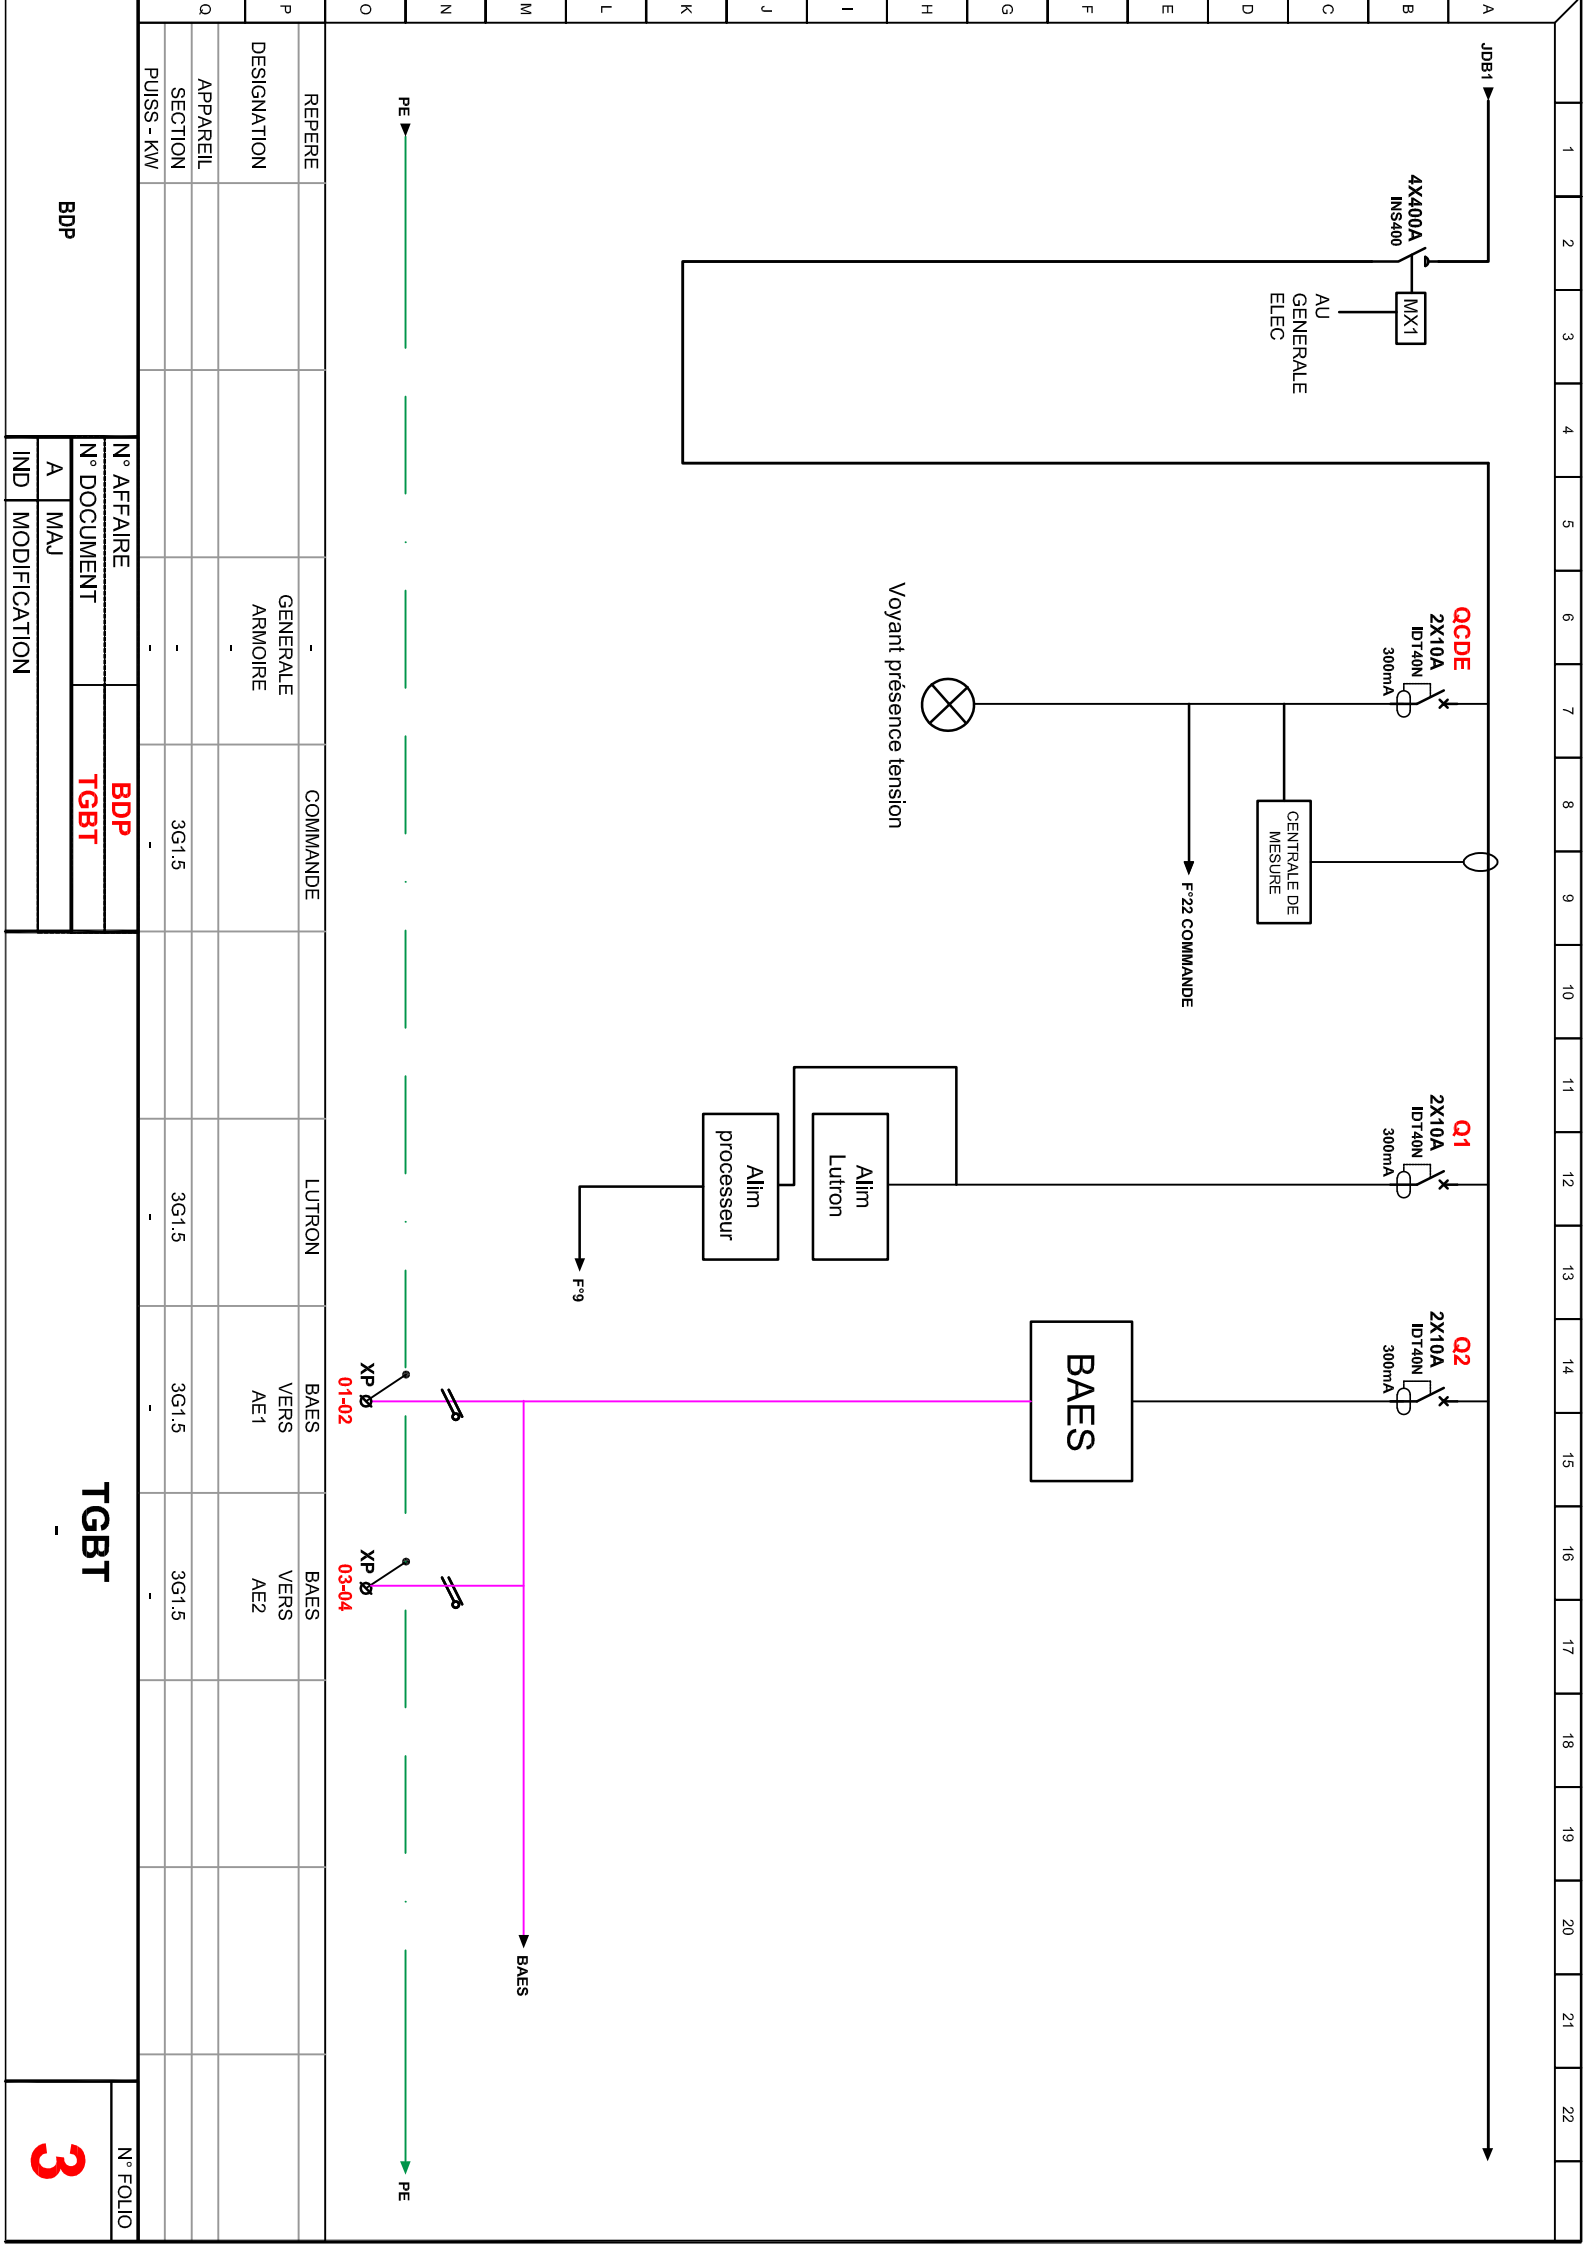 1
2
3
4
5
6
7
8
9
10
11
12
13
14
15
16
17
18
19
20
21
22
A
B
C
D
E
F
G
H
I
J
K
L
M
N
O
P
Q
JDB1
4X400A
INS400
MX1
AU
GENERALE
ELEC
QCDE
2X10A
IDT40N
300mA
CENTRALE DE
MESURE
F°22 COMMANDE
Voyant présence tension
Q1
2X10A
IDT40N
300mA
Alim
Lutron
Alim
processeur
F°9
Q2
2X10A
IDT40N
300mA
BAES
BAES
PE
PE
XP
01-02
XP
03-04
REPERE
-
COMMANDE
LUTRON
BAES
BAES
DESIGNATION
GENERALE
ARMOIRE
-
VERS
AE1
VERS
AE2
APPAREIL
SECTION
-
3G1.5
3G1.5
3G1.5
3G1.5
PUISS - KW
-
-
-
-
-
BDP
N° AFFAIRE
BDP
N° DOCUMENT
TGBT
A
MAJ
IND
MODIFICATION
TGBT
-
N° FOLIO
3